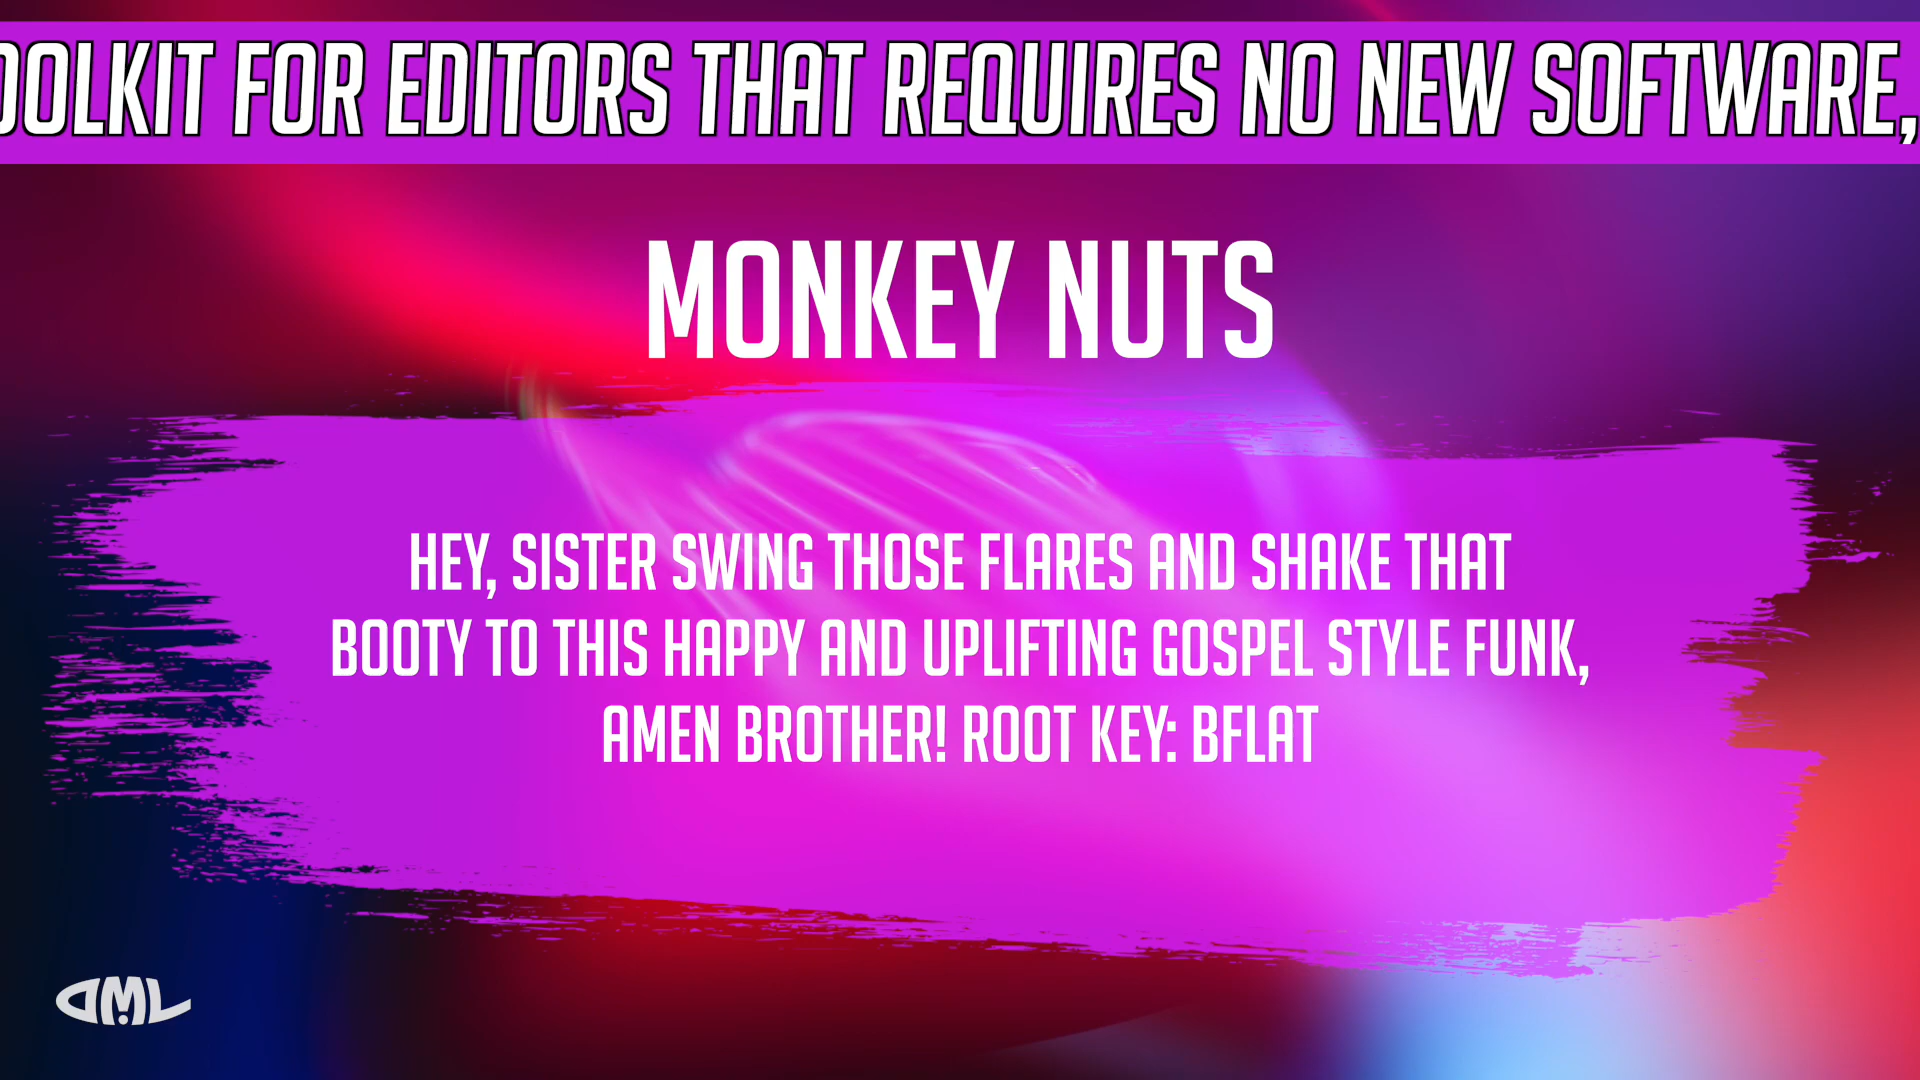 OOLKIT FOR EDITORS THAT REQUIRES NO NEW SOFTWARE,
MONKEY NUTS
HEY, SISTER SWING THOSE FLARES AND SHAKE THAT
BOOTY TO THIS HAPPY AND UPLIFTING GOSPEL STYLE FUNK,
AMEN BROTHER! ROOT KEY: BFLAT
DML